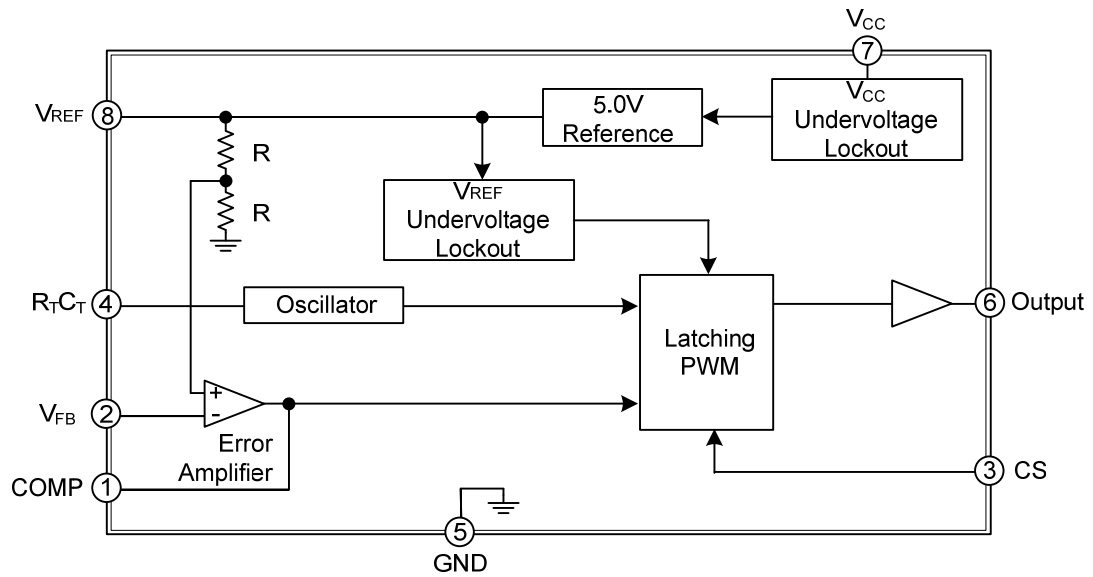 VCC
7
VREF
8
5.0V
Reference
VCC
Undervoltage
Lockout
R
R
VREF
Undervoltage
Lockout
RTCT
4
Oscillator
Latching
PWM
6
Output
+
-
VFB
2
Error
Amplifier
COMP
1
3
CS
5
GND